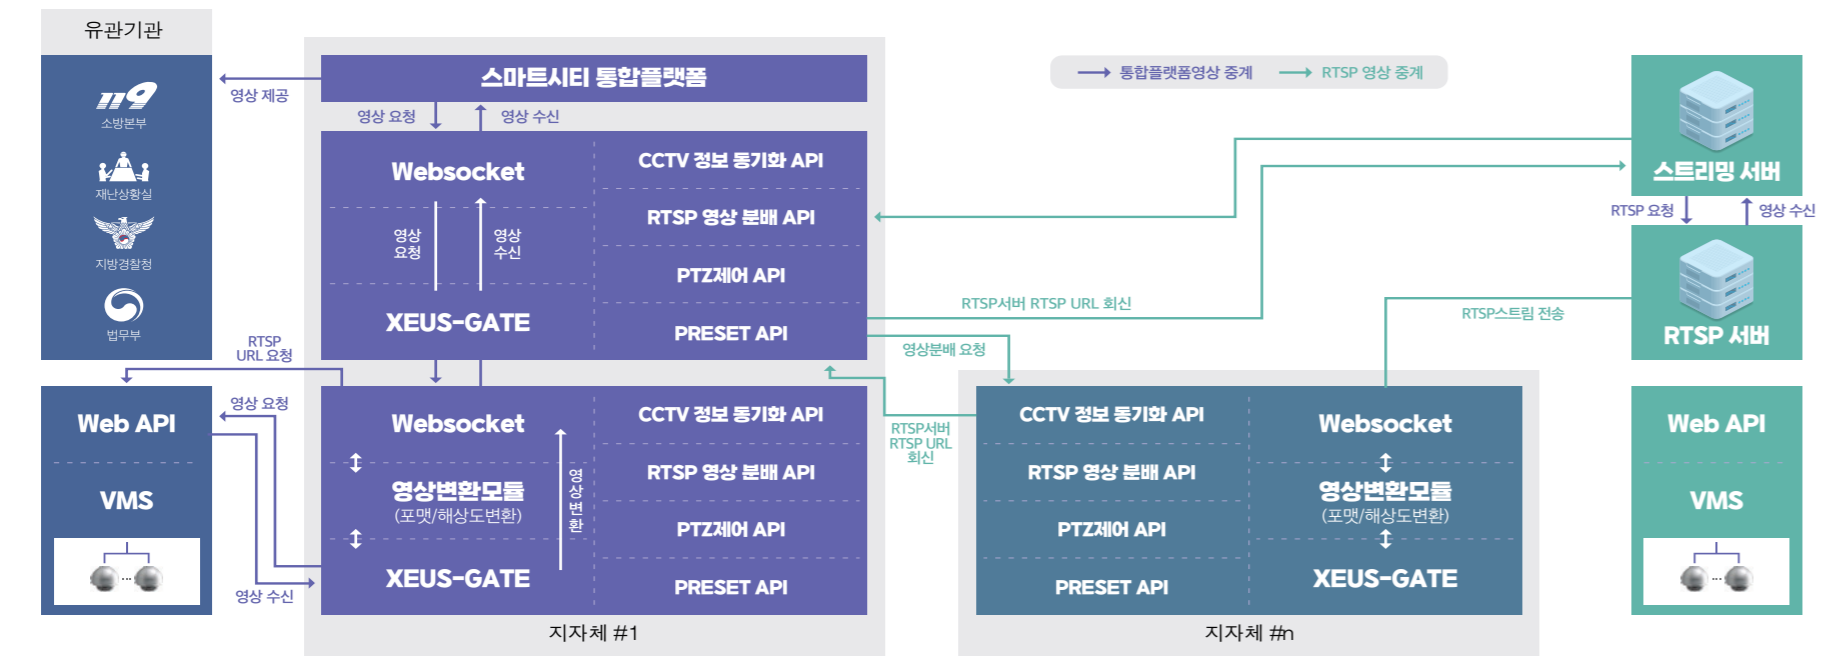 유관기관
119
소방본부
재난상황실
지방경찰청
법무부
영상 제공
스마트시티 통합플랫폼
영상 요청
영상 수신
Websocket
영상
요청
영상
수신
XEUS-GATE
CCTV 정보 동기화 API
RTSP 영상 분배 API
PTZ제어 API
PRESET API
통합플랫폼영상 중계
RTSP 영상 중계
스트리밍 서버
RTSP 요청
영상 수신
RTSP 서버
RTSP서버 RTSP URL 회신
영상분배 요청
RTSP스트림 전송
RTSP
URL 요청
영상 요청
영상 수신
Web API
VMS
...
Websocket
영상변환모듈
(포맷/해상도변환)
XEUS-GATE
영상변환
CCTV 정보 동기화 API
RTSP 영상 분배 API
PTZ제어 API
PRESET API
지자체 #1
RTSP서버
RTSP URL
회신
CCTV 정보 동기화 API
RTSP 영상 분배 API
PTZ제어 API
PRESET API
Websocket
영상변환모듈
(포맷/해상도변환)
XEUS-GATE
지자체 #n
Web API
VMS
...